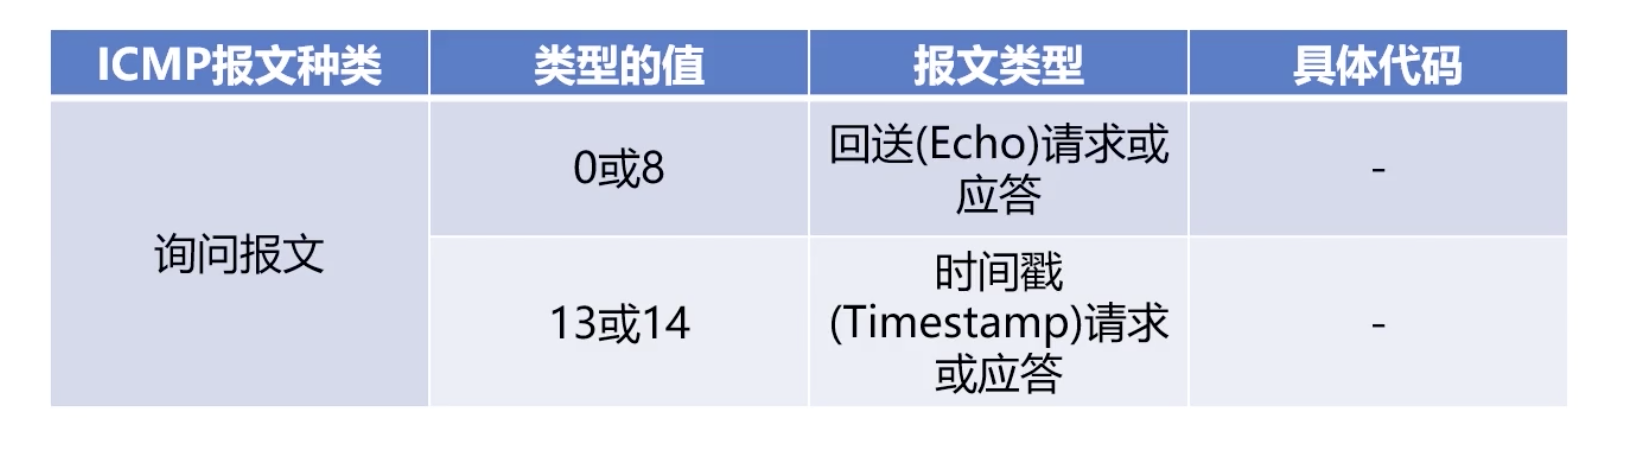 ICMP报文种类
类型的值
报文类型
具体代码
询问报文
0或8
回送(Echo)请求或
应答
-
13或14
时间戳
(Timestamp)请求
或应答
-